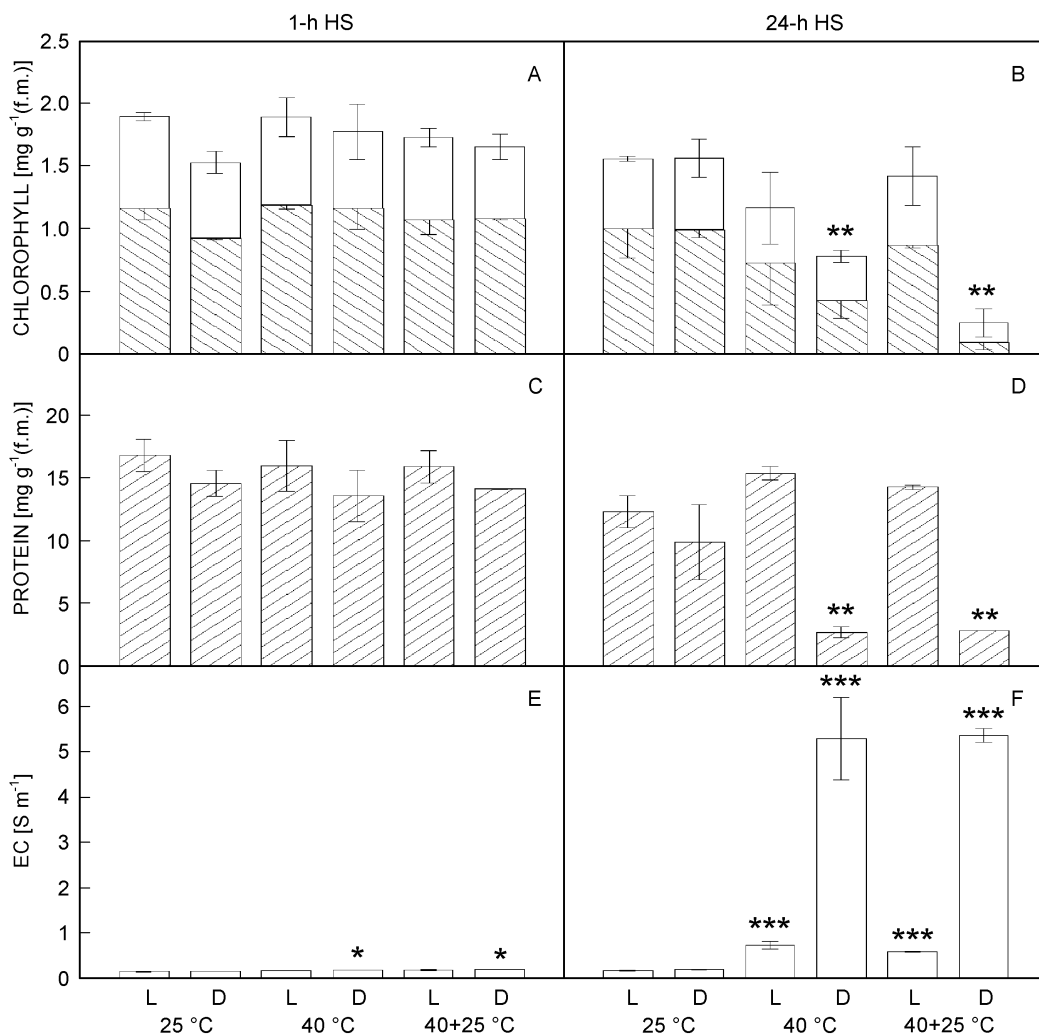 1-h HS 24-h HS
CHLOROPHYLL [mg g⁻¹(f.m.)]
2.5
2.0
1.5
1.0
0.5
0
A
B
**
**
PROTEIN [mg g⁻¹(f.m.)]
20
15
10
5
0
C
D
**
**
EC [S m⁻¹]
6
5
4
3
2
1
0
E
* *
F
***
***
***
***
L D L D L D L D L D L D
25 °C 40 °C 40+25 °C 25 °C 40 °C 40+25 °C